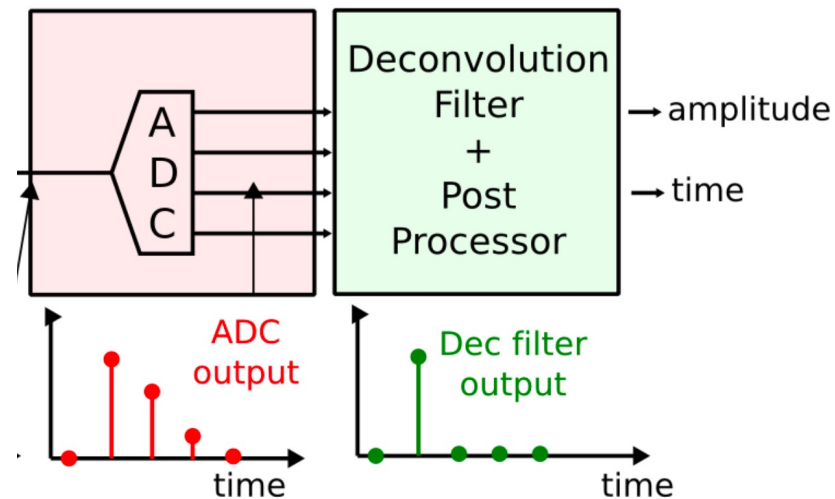 A
D
C
Deconvolution
Filter
+
Post
Processor
amplitude
time
ADC
output
time
Dec filter
output
time